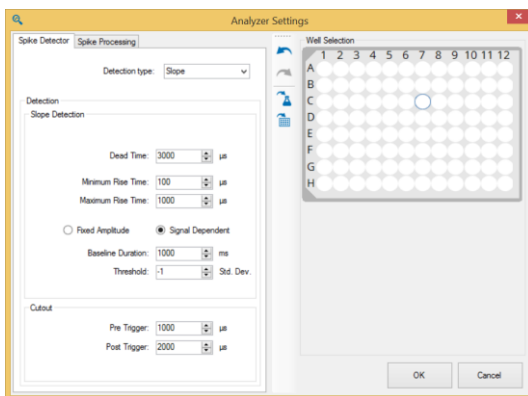 Analyzer Settings
Spike Detector Spike Processing
Detection type: Slope
Detection
Slope Detection
Dead Time: 3000 µs
Minimum Rise Time: 100 µs
Maximum Rise Time: 1000 µs
Fixed Amplitude Signal Dependent
Baseline Duration: 1000 ms
Threshold: -1 Std. Dev.
Cutout
Pre Trigger: 1000 µs
Post Trigger: 2000 µs
Well Selection
1 2 3 4 5 6 7 8 9 10 11 12
A
B
C
D
E
F
G
H
OK Cancel